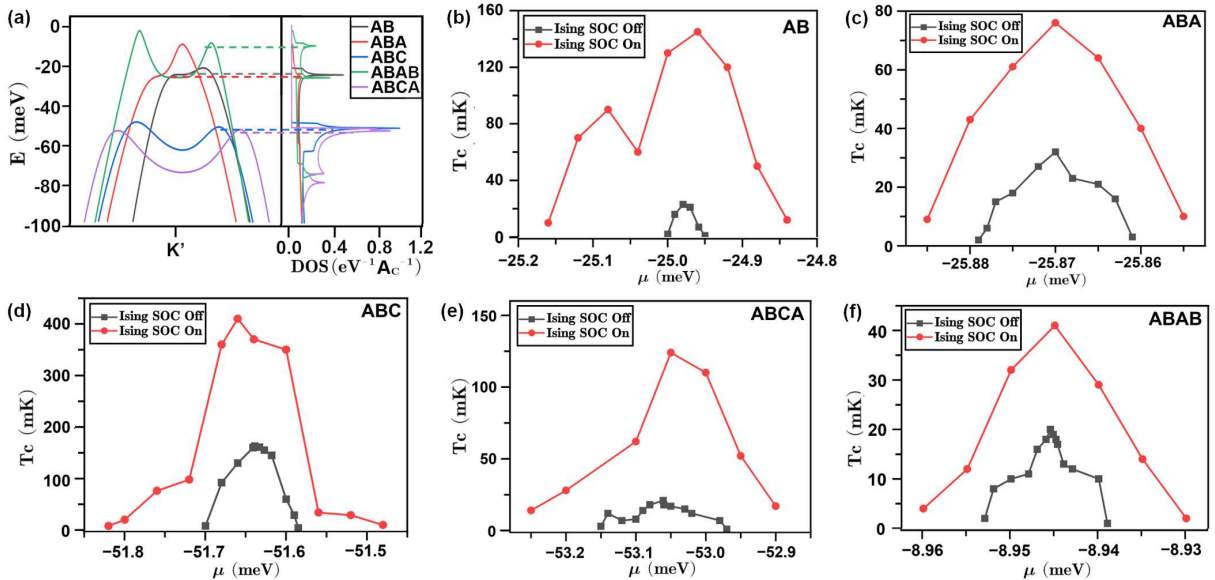 (a)
E (meV)
0
−20
−40
−60
−80
−100
K'
0.0 0.4 0.8 1.2
DOS(eV⁻¹A_C⁻¹)
AB
ABA
ABC
ABAB
ABCA
(b)
AB
Ising SOC Off
Ising SOC On
Tc (mK)
160
120
80
40
0
−25.2 −25.1 −25.0 −24.9 −24.8
μ (meV)
(c)
ABA
Ising SOC Off
Ising SOC On
Tc (mK)
80
60
40
20
0
−25.88 −25.87 −25.86
μ (meV)
(d)
ABC
Ising SOC Off
Ising SOC On
Tc (mK)
400
300
200
100
0
−51.8 −51.7 −51.6 −51.5
μ (meV)
(e)
ABCA
Ising SOC Off
Ising SOC On
Tc (mK)
150
100
50
0
−53.2 −53.1 −53.0 −52.9
μ (meV)
(f)
ABAB
Ising SOC Off
Ising SOC On
Tc (mK)
40
30
20
10
0
−8.96 −8.95 −8.94 −8.93
μ (meV)